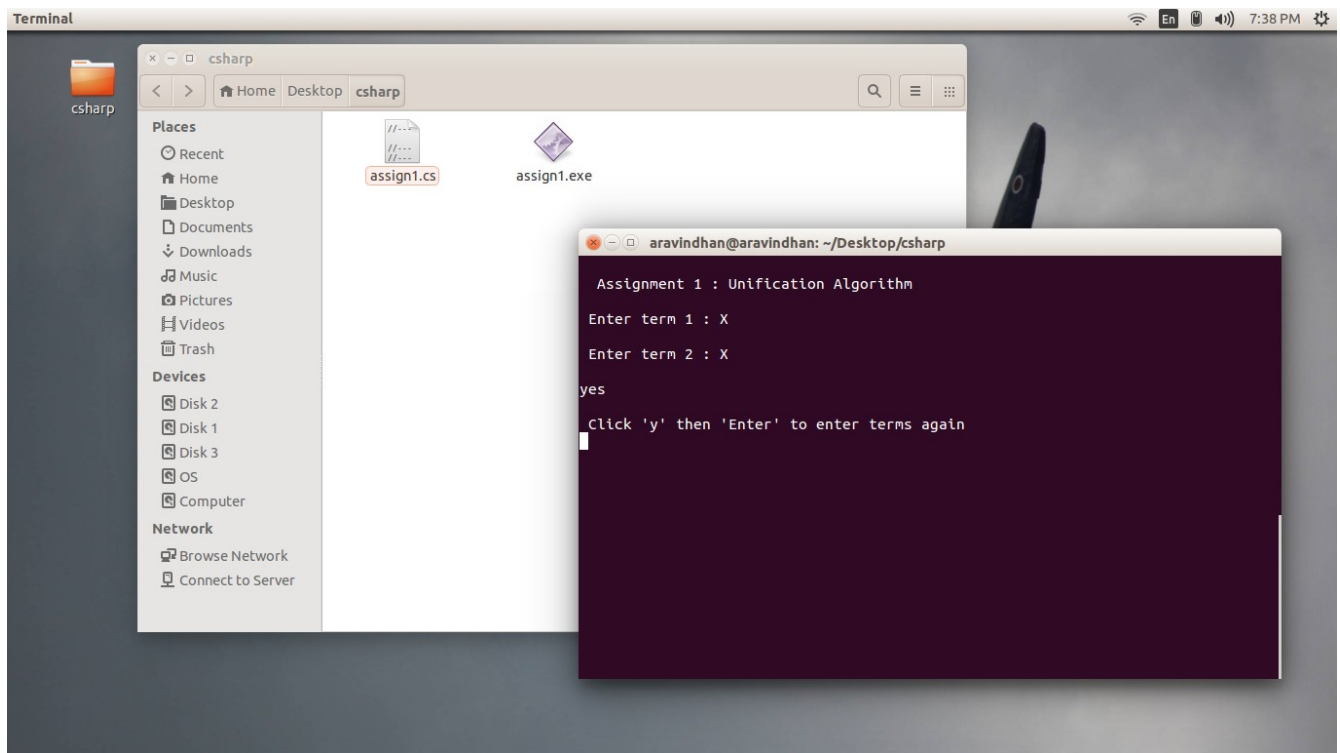 Terminal
En
7:38 PM
csharp
csharp
Home Desktop csharp
Places
Recent
Home
Desktop
Documents
Downloads
Music
Pictures
Videos
Trash
Devices
Disk 2
Disk 1
Disk 3
OS
Computer
Network
Browse Network
Connect to Server
//---
//---
//---
assign1.cs
assign1.exe
aravindhan@aravindhan: ~/Desktop/csharp
Assignment 1 : Unification Algorithm
Enter term 1 : X
Enter term 2 : X
yes
Click 'y' then 'Enter' to enter terms again